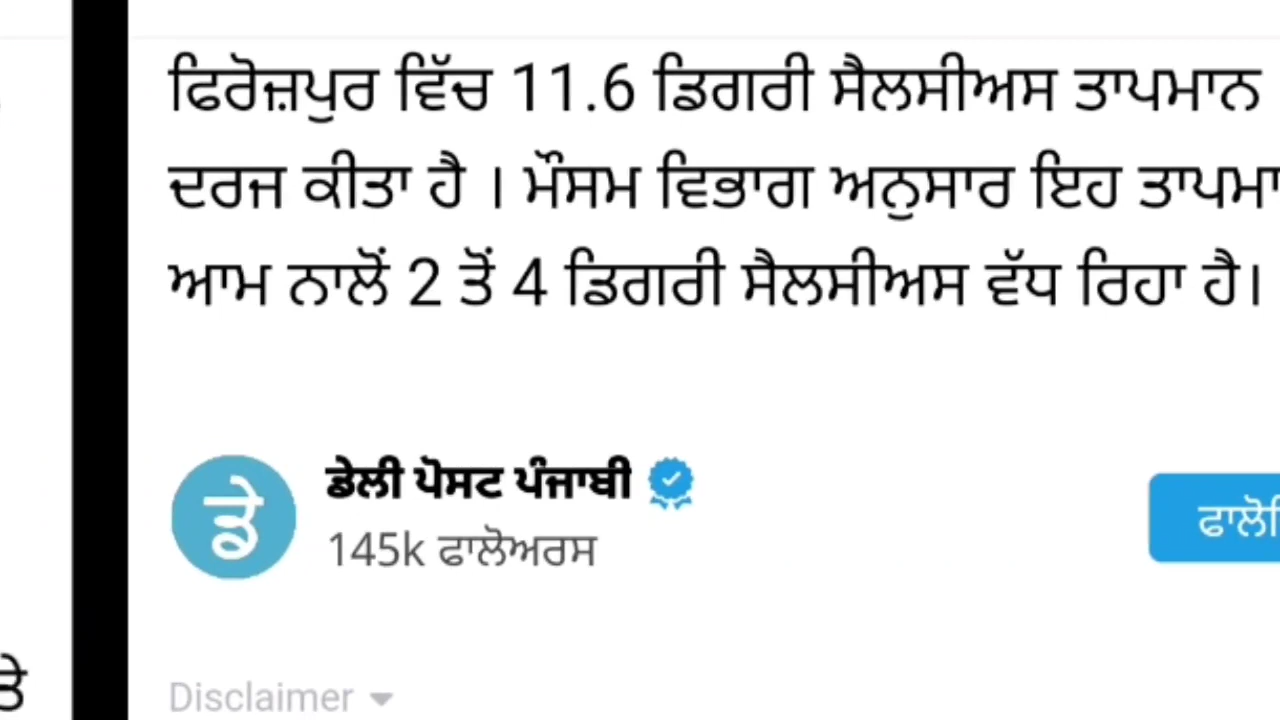 ਫਿਰੋਜ਼ਪੁਰ ਵਿੱਚ 11.6 ਡਿਗਰੀ ਸੈਲਸੀਅਸ ਤਾਪਮਾਨ
ਦਰਜ ਕੀਤਾ ਹੈ । ਮੌਸਮ ਵਿਭਾਗ ਅਨੁਸਾਰ ਇਹ
ਆਮ ਨਾਲੋਂ 2 ਤੋਂ 4 ਡਿਗਰੀ ਸੈਲਸੀਅਸ ਵੱਧ ਰਿਹਾ ਹੈ।
ਡੇ
ਡੇਲੀ ਪੋਸਟ ਪੰਜਾਬੀ
145k ਫਾਲੋਅਰਸ
Disclaimer